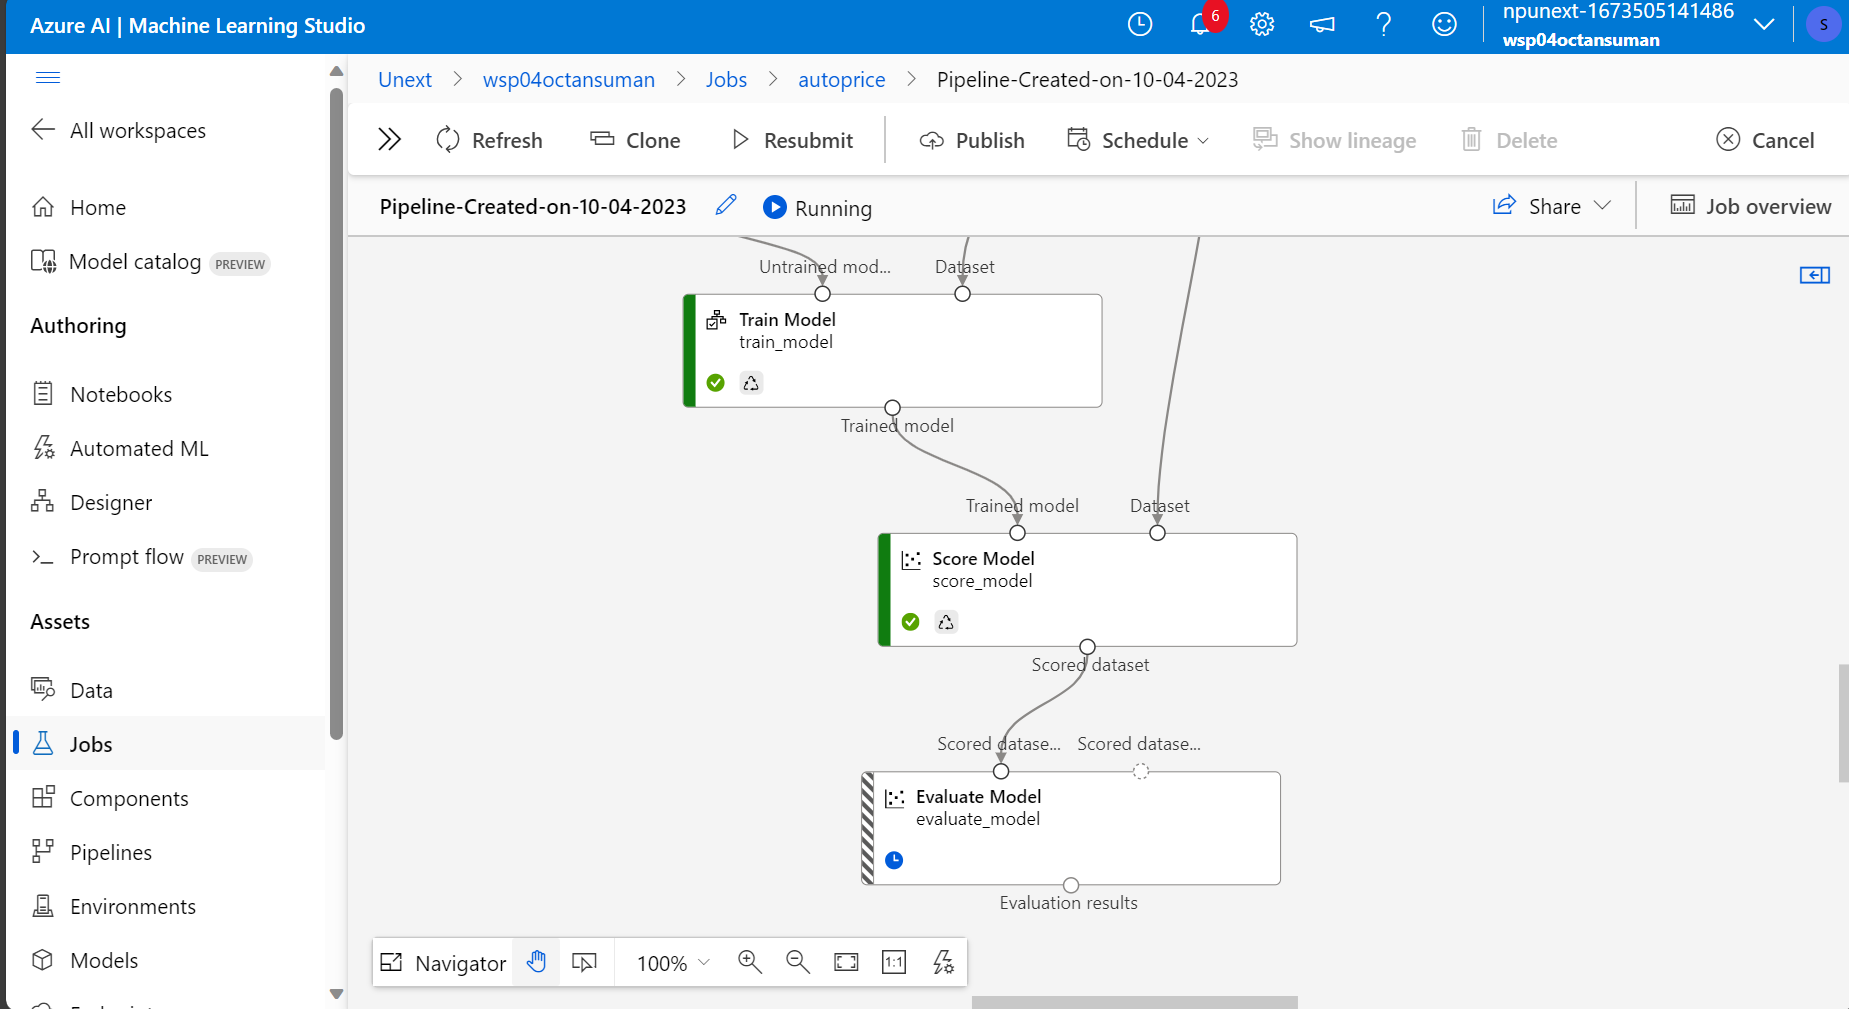 Azure AI | Machine Learning Studio
6
npunext-1673505141486
wsp04octansuman
S
Unext > wsp04octansuman > Jobs > autoprice > Pipeline-Created-on-10-04-2023
All workspaces
Home
Model catalog PREVIEW
Authoring
Notebooks
Automated ML
Designer
Prompt flow PREVIEW
Assets
Data
Jobs
Components
Pipelines
Environments
Models
Refresh
Clone
Resubmit
Publish
Schedule
Show lineage
Delete
Cancel
Pipeline-Created-on-10-04-2023
Running
Share
Job overview
Untrained mod...
Dataset
Train Model
train_model
Trained model
Trained model
Dataset
Score Model
score_model
Scored dataset
Scored datase...
Scored datase...
Evaluate Model
evaluate_model
Evaluation results
Navigator
100%
1:1